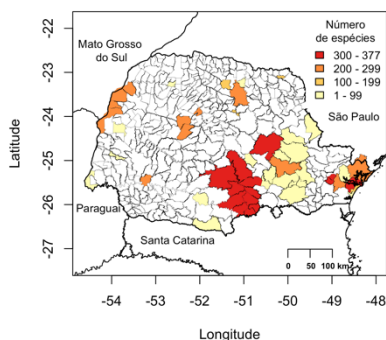 -22
-23
-24
-25
-26
-27
Latitude
Mato Grosso
do Sul
Número
de espécies
300 - 377
200 - 299
100 - 199
1 - 99
São Paulo
Paraguai
Santa Catarina
0 50 100 km
-54 -53 -52 -51 -50 -49 -48
Longitude